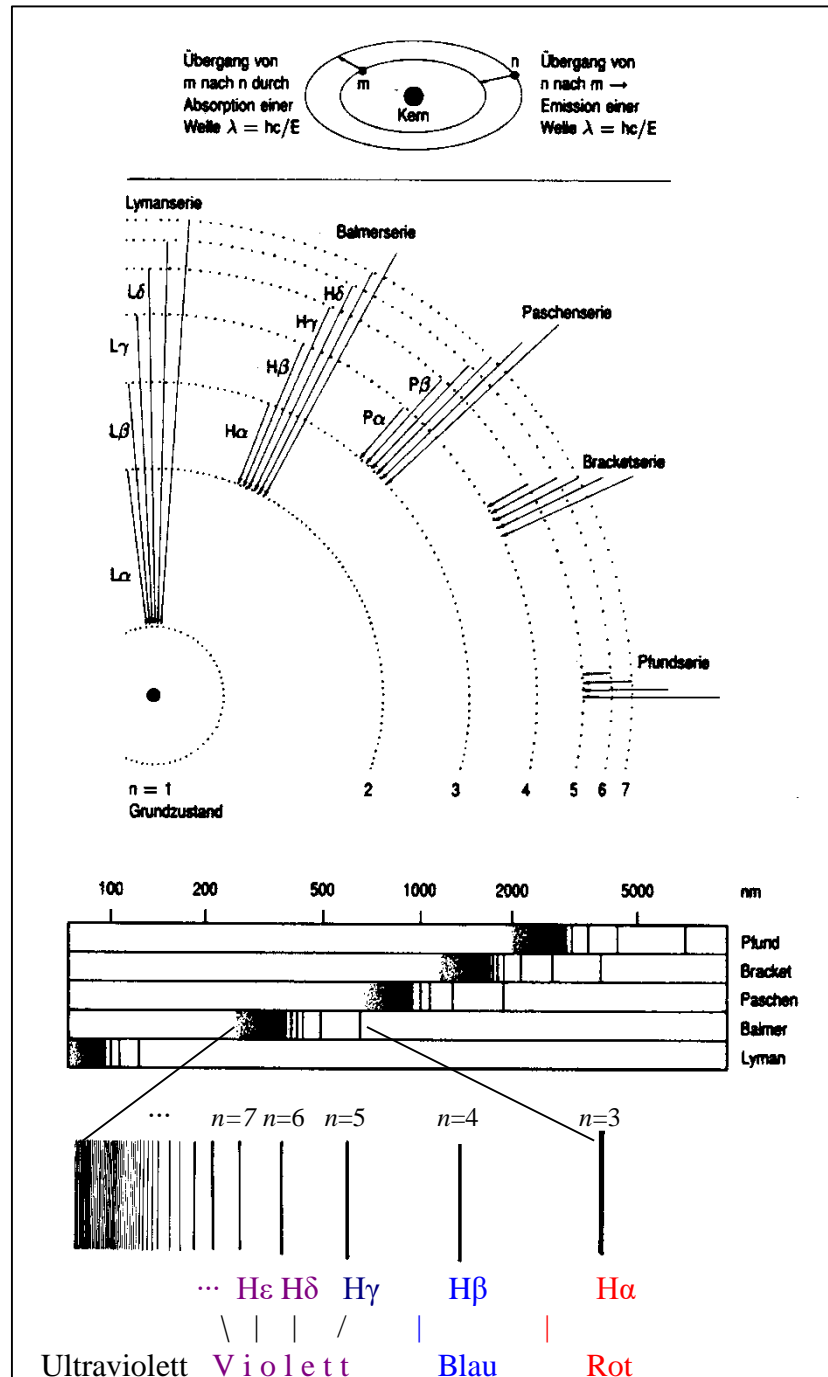 Übergang von
m nach n durch
Absorption einer
Welle λ = hc/E
m
n
Kern
Übergang von
n nach m →
Emission einer
Welle λ = hc/E
Lymanserie
Balmerserie
Paschenserie
Bracketserie
Pfundserie
Lδ
Lγ
Lβ
Lα
Hδ
Hγ
Hβ
Hα
Pβ
Pα
n = 1
Grundzustand
2 3 4 5 6 7
100 200 500 1000 2000 5000 nm
Pfund
Bracket
Paschen
Balmer
Lyman
... n=7 n=6 n=5 n=4 n=3
... Hε Hδ Hγ Hβ Hα
Ultraviolett V i o l e t t Blau Rot